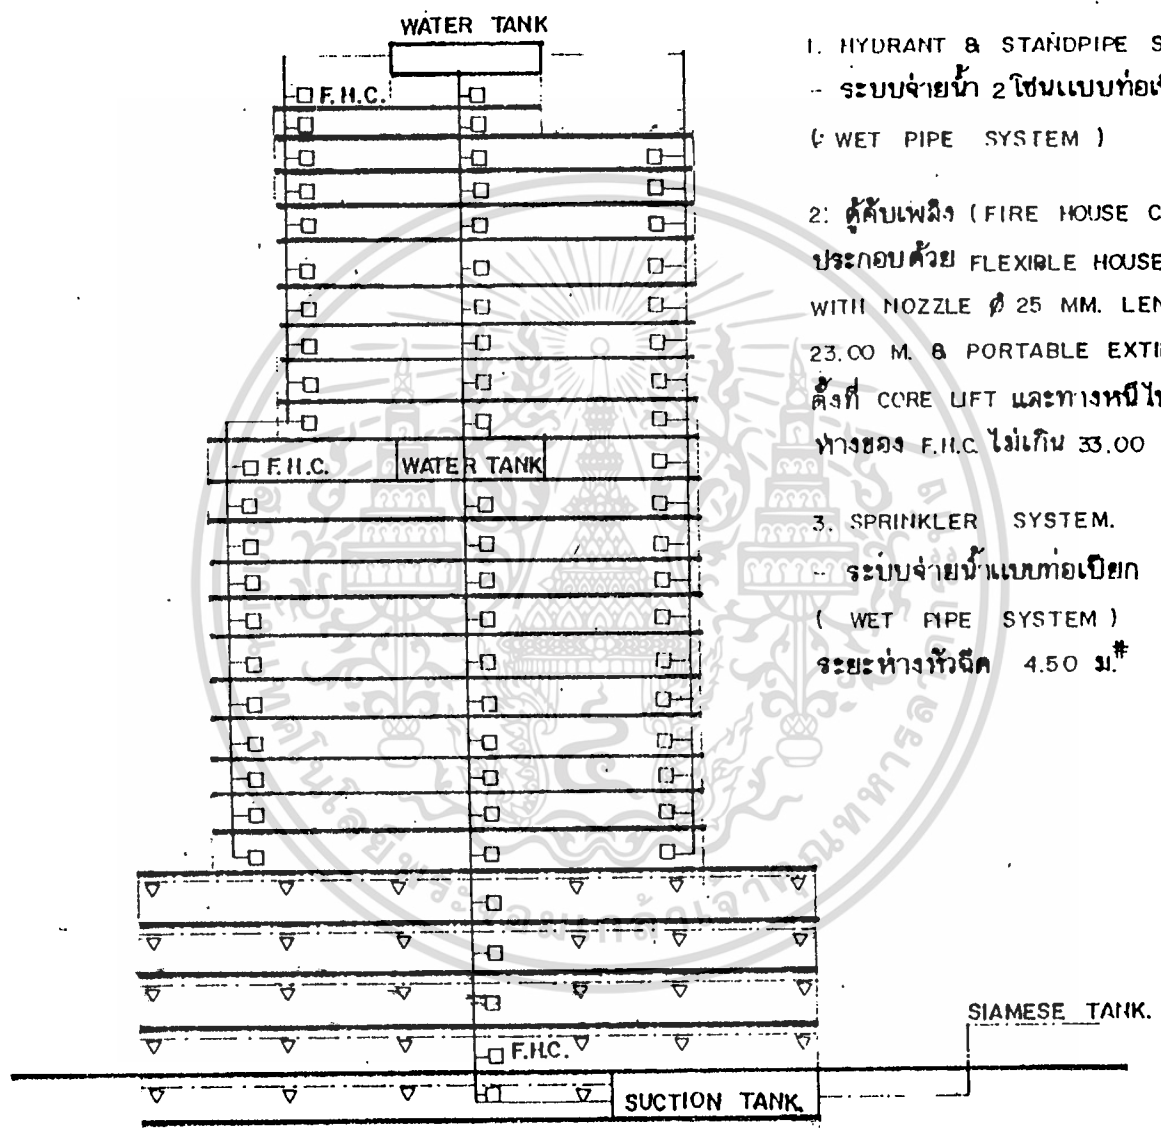 WATER TANK
F.H.C.
F.H.C.
WATER TANK
F.H.C.
SUCTION TANK.
SIAMESE TANK.
1. HYDRANT & STANDPIPE S
- ระบบจ่ายน้ำ 2 โซนแบบท่อเ
( WET PIPE SYSTEM )
2. ตู้ดับเพลิง (FIRE HOUSE C
ประกอบด้วย FLEXIBLE HOUSE
WITH NOZZLE Ø 25 MM. LEN
23.00 M. & PORTABLE EXTI
ตั้งที่ CORE LIFT และทางหนีไ
ห่างของ F.H.C. ไม่เกิน 33.00
3. SPRINKLER SYSTEM.
- ระบบจ่ายน้ำแบบท่อเปียก
( WET PIPE SYSTEM )
ระยะห่างหัวฉีด 4.50 ม.#